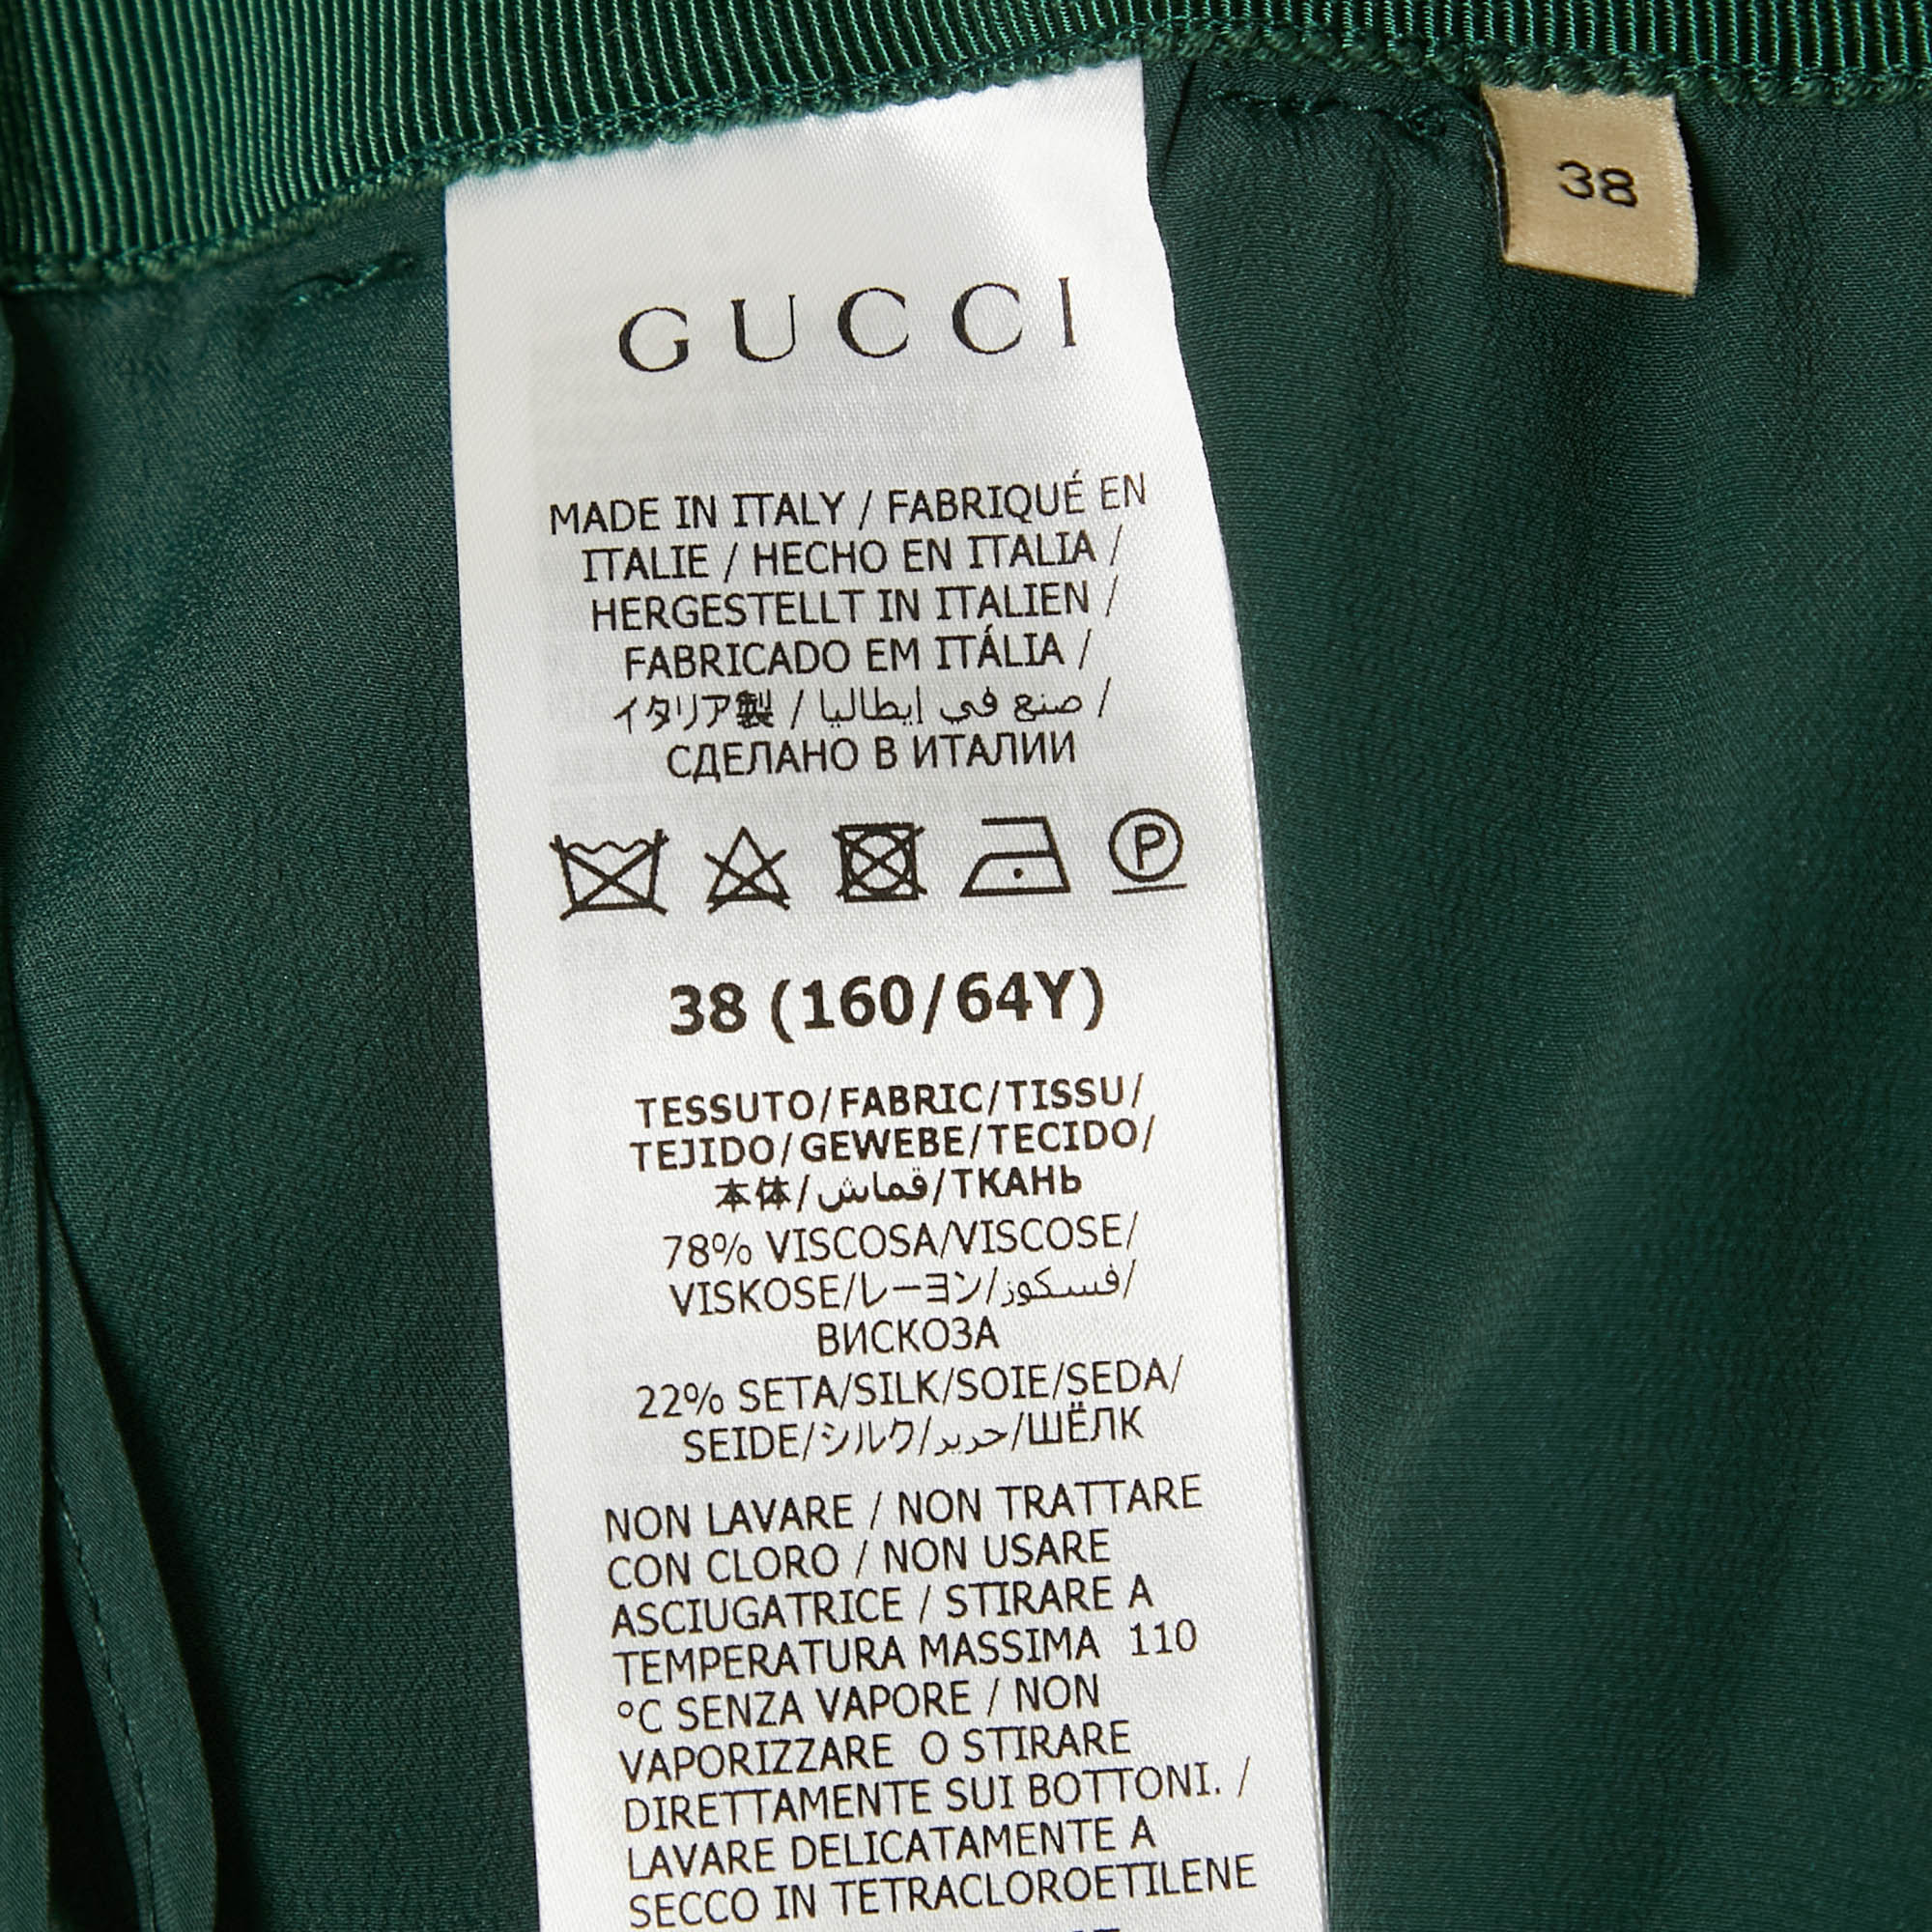 GUCCI
38
MADE IN ITALY / FABRIQUÉ EN
ITALIE / HECHO EN ITALIA /
HERGESTELLT IN ITALIEN /
FABRICADO EM ITÁLIA /
イタリア製 / صنع في إيطاليا /
СДЕЛАНО В ИТАЛИИ
P
38 (160/64Y)
TESSUTO/FABRIC/TISSU/
TEJIDO/GEWEBE/TECIDO/
本体/قماش/ТКАНЬ
78% VISCOSA/VISCOSE/
VISKOSE/レーヨン/فسكوز/
ВИСКОЗА
22% SETA/SILK/SOIE/SEDA/
SEIDE/シルク/حرير/ШЁЛК
NON LAVARE / NON TRATTARE
CON CLORO / NON USARE
ASCIUGATRICE / STIRARE A
TEMPERATURA MASSIMA 110
°C SENZA VAPORE / NON
VAPORIZZARE O STIRARE
DIRETTAMENTE SUI BOTTONI. /
LAVARE DELICATAMENTE A
SECCO IN TETRACLOROETILENE